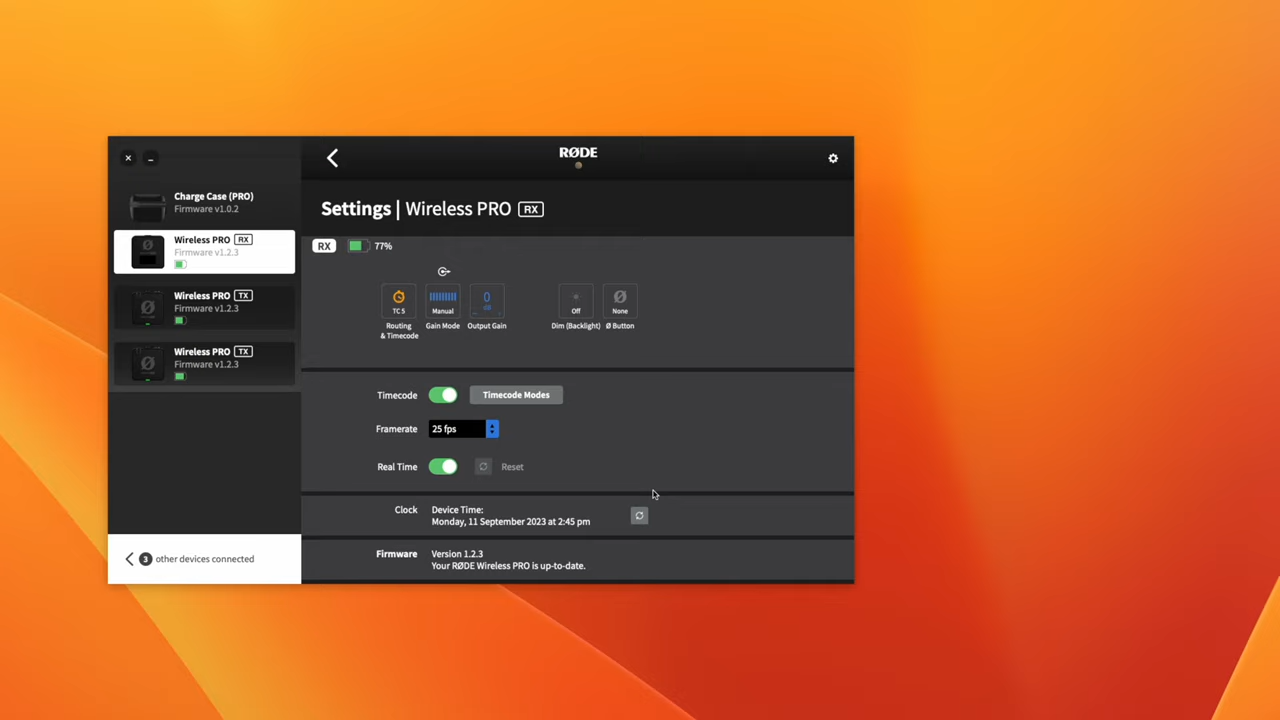 RØDE
Charge Case (PRO)
Firmware v1.0.2
Wireless PRO RX
Firmware v1.2.3
Wireless PRO TX
Firmware v1.2.3
Wireless PRO TX
Firmware v1.2.3
3 other devices connected
Settings | Wireless PRO RX
RX 77%
TC 5
Manual
0
dB
Off
None
Routing
& Timecode
Gain Mode
Output Gain
Dim (Backlight)
Ø Button
Timecode
Timecode Modes
Framerate
25 fps
Real Time
Reset
Clock
Device Time:
Monday, 11 September 2023 at 2:45 pm
Firmware
Version 1.2.3
Your RØDE Wireless PRO is up-to-date.